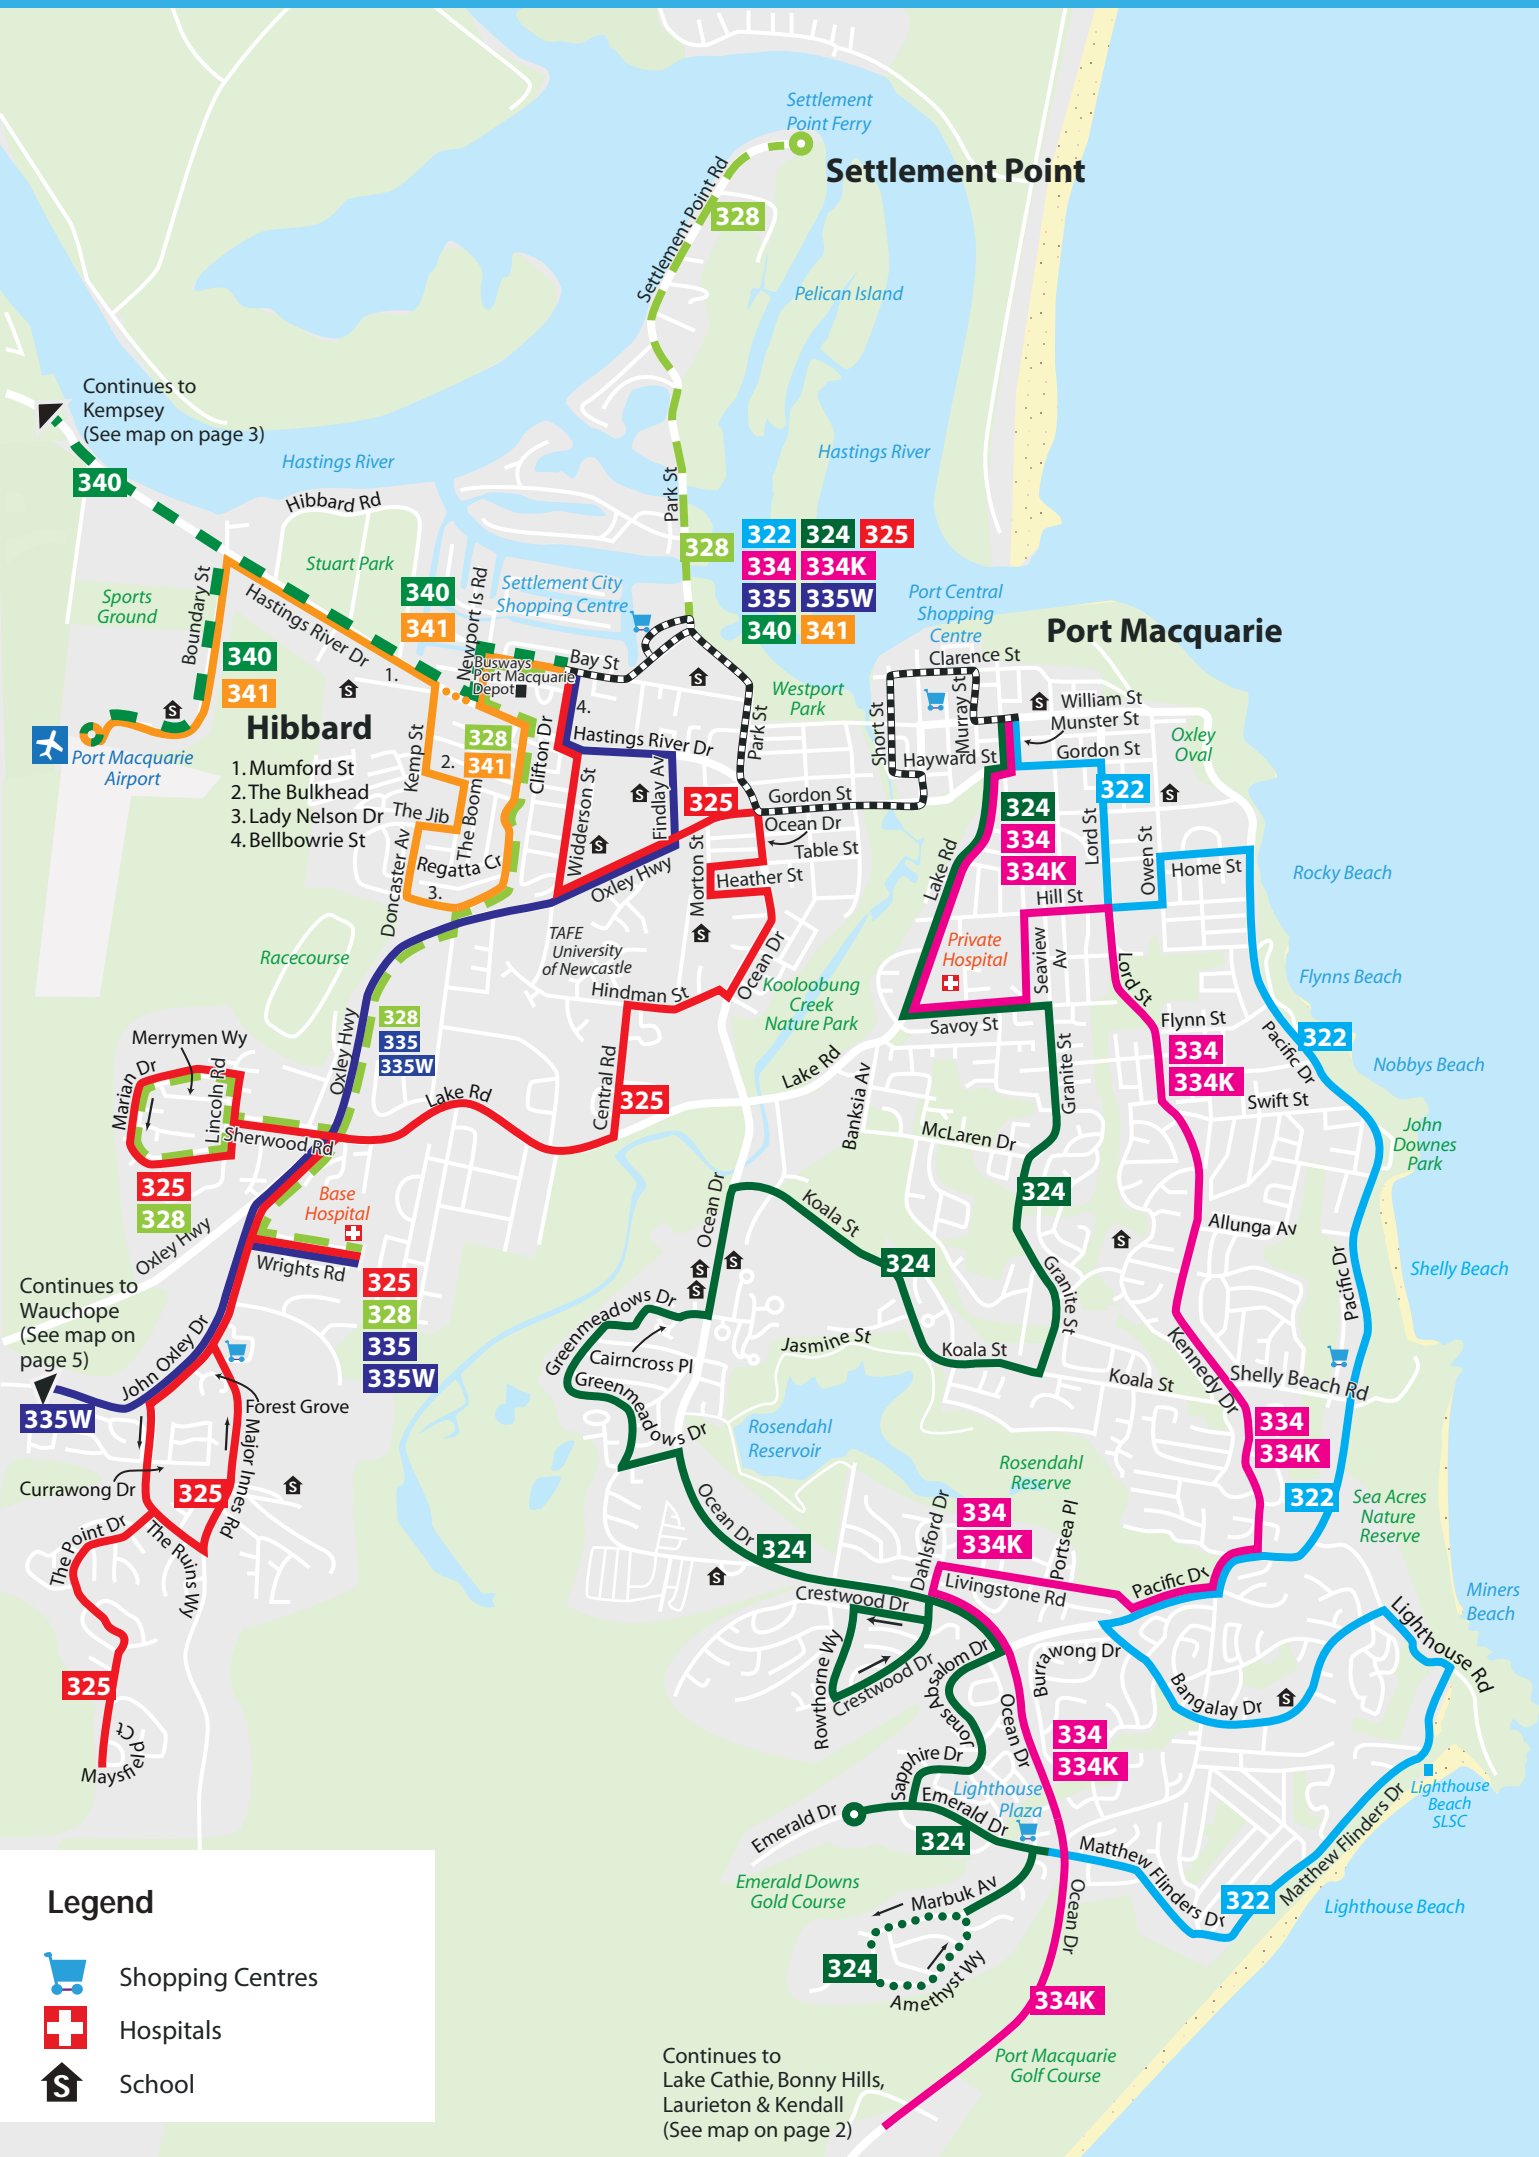 Settlement
Point Ferry
Settlement Point
Settlement Point Rd
328
Pelican Island
Continues to
Kempsey
(See map on page 3)
340
Hastings River
Hastings River
Hibbard Rd
Park St
328
322 324 325
334 334K
335 335W
340 341
Stuart Park
Sports
Ground
Boundary St
Hastings River Dr
340
341
Newport Is Rd
Settlement City
Shopping Centre
Port Central
Shopping
Centre
Port Macquarie
Clarence St
340
341
Busways
Port Macquarie
Depot
Bay St
1.
4.
Westport
Park
Short St
Murray St
William St
Munster St
Gordon St
Oxley
Oval
Hibbard
1. Mumford St
2. The Bulkhead
3. Lady Nelson Dr
4. Bellbowrie St
Port Macquarie
Airport
Kemp St
328
341
2.
Clifton Dr
Hastings River Dr
Park St
Hayward St
322
The Jib
The Boom
Widderson St
Findlay Av
325
Gordon St
Ocean Dr
Table St
324
334
334K
Lord St
Owen St
Home St
Rocky Beach
Doncaster Av
Regatta Cr
3.
Oxley Hwy
Morton St
Heather St
Lake Rd
Hill St
Racecourse
TAFE
University
of Newcastle
Hindman St
Ocean Dr
Kooloobung
Creek
Nature Park
Private
Hospital
Seaview
Av
Lord St
Flynns Beach
Savoy St
Flynn St
334
334K
Pacific Dr
322
Nobbys Beach
328
335
335W
Oxley Hwy
Merrymen Wy
Marian Dr
Lincoln Rd
Sherwood Rd
Lake Rd
Central Rd
325
Lake Rd
Banksia Av
McLaren Dr
Granite St
Swift St
John
Downes
Park
325
328
Base
Hospital
Oxley Hwy
Wrights Rd
325
328
335
335W
Ocean Dr
Koala St
324
324
Granite St
Allunga Av
Pacific Dr
Shelly Beach
Continues to
Wauchope
(See map on
page 5)
335W
John Oxley Dr
Forest Grove
Greenmeadows Dr
Cairncross Pl
Greenmeadows Dr
Jasmine St
Koala St
Koala St
Kennedy Dr
Shelly Beach Rd
334
334K
Currawong Dr
325
Major Innes Rd
The Point Dr
The Ruins Wy
Rosendahl
Reservoir
Rosendahl
Reserve
322
Sea Acres
Nature
Reserve
Ocean Dr
324
Dahlsford Dr
334
334K
Portsea Pl
Livingstone Rd
Pacific Dr
Miners
Beach
Crestwood Dr
Rowthorne Wy
Crestwood Dr
Jonas Absalom Dr
Burrawong Dr
Lighthouse Rd
Bangalay Dr
325
Maysfield Ct
Ocean Dr
334
334K
Sapphire Dr
Lighthouse
Plaza
Emerald Dr
Emerald Dr
324
Matthew Flinders Dr
Matthew Flinders Dr
322
Lighthouse
Beach
SLSC
Lighthouse Beach
Emerald Downs
Gold Course
Marbuk Av
324
Amethyst Wy
Ocean Dr
334K
Legend
Shopping Centres
Hospitals
S School
Continues to
Lake Cathie, Bonny Hills,
Laurieton & Kendall
(See map on page 2)
Port Macquarie
Golf Course